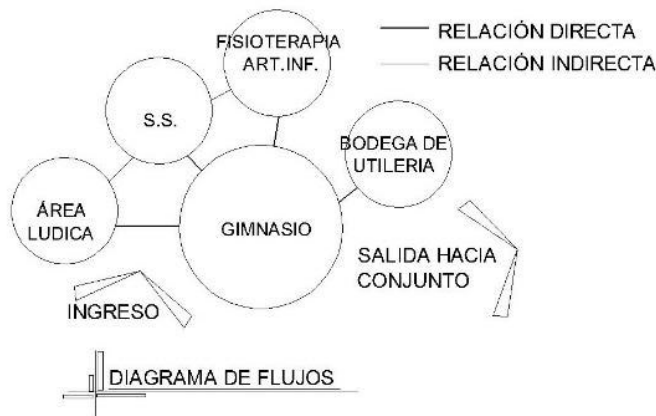 FISIOTERAPIA
ART.INF.
RELACIÓN DIRECTA
RELACIÓN INDIRECTA
S.S.
BODEGA DE
UTILERIA
ÁREA
LUDICA
GIMNASIO
SALIDA HACIA
CONJUNTO
INGRESO
DIAGRAMA DE FLUJOS